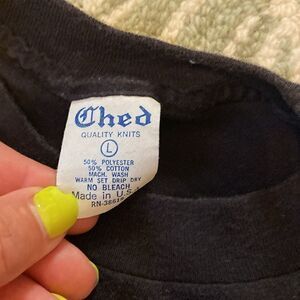 Ched
QUALITY KNITS
L
50% POLYESTER
50% COTTON
MACH. WASH
WARM SET DRIP DRY
NO BLEACH
Made in U.S.